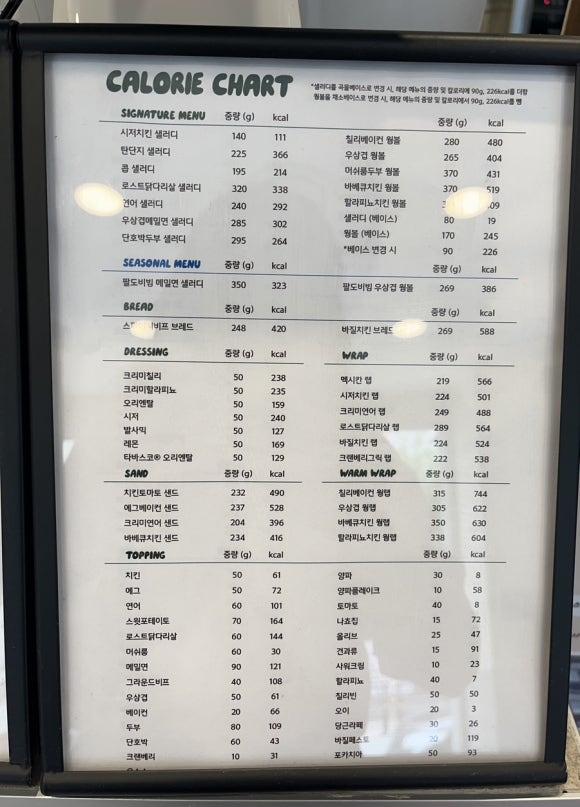 CALORIE CHART
*샐러드를 곡물베이스로 변경 시, 해당 메뉴의 중량 및 칼로리에 90g, 226kcal를 더함
웜볼을 채소베이스로 변경 시, 해당 메뉴의 중량 및 칼로리에서 90g, 226kcal를 뺌
SIGNATURE MENU 중량 (g) kcal
시저치킨 샐러디 140 111
탄단지 샐러디 225 366
콥 샐러디 195 214
로스트닭다리살 샐러디 320 338
연어 샐러디 240 292
우삼겹메밀면 샐러디 285 302
단호박두부 샐러디 295 264
중량 (g) kcal
칠리베이컨 웜볼 280 480
우삼겹 웜볼 265 404
머쉬룸두부 웜볼 370 431
바베큐치킨 웜볼 370 519
할라피뇨치킨 웜볼
샐러디 (베이스) 80 19
웜볼 (베이스) 170 245
*베이스 변경 시 90 226
SEASONAL MENU 중량 (g) kcal
팔도비빔 메밀면 샐러디 350 323
중량 (g) kcal
팔도비빔 우삼겹 웜볼 269 386
BREAD 중량 (g) kcal
브레드 248 420
중량 (g) kcal
바질치킨 브레드 269 588
DRESSING 중량 (g) kcal
크리미칠리 50 238
크리미할라피뇨 50 235
오리엔탈 50 159
시저 50 240
발사믹 50 127
레몬 50 169
타바스코® 오리엔탈 50 129
WRAP 중량 (g) kcal
멕시칸 랩 219 566
시저치킨 랩 224 501
크리미연어 랩 249 488
로스트닭다리살 랩 289 564
바질치킨 랩 224 524
크랜베리그릭 랩 222 538
SAND 중량 (g) kcal
치킨토마토 샌드 232 490
에그베이컨 샌드 237 528
크리미연어 샌드 204 396
바베큐치킨 샌드 234 416
WARM WRAP 중량 (g) kcal
칠리베이컨 웜랩 315 744
우삼겹 웜랩 305 622
바베큐치킨 웜랩 350 630
할라피뇨치킨 웜랩 338 604
TOPPING 중량 (g) kcal
치킨 50 61
에그 50 72
연어 60 101
스윗포테이토 70 164
로스트닭다리살 60 144
머쉬룸 60 30
메밀면 90 121
그라운드비프 40 108
우삼겹 50 61
베이컨 20 66
두부 80 109
단호박 60 43
크랜베리 10 31
중량 (g) kcal
양파 30 8
양파플레이크 10 58
토마토 40 8
나쵸칩 15 72
올리브 25 47
견과류 15 91
사워크림 10 23
할라피뇨 40 7
칠리빈 50 50
오이 20 3
당근라페 30 26
바질페스토 20 119
포카치아 50 93